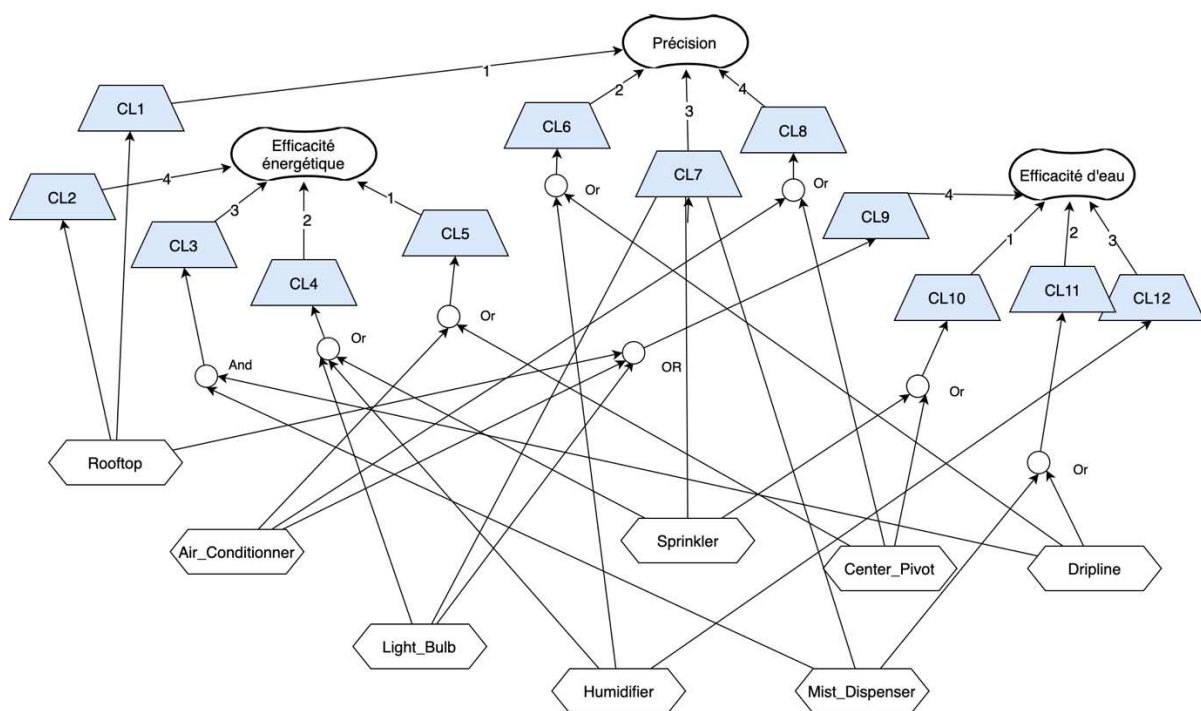 Précision
1
CL1
2
3
4
CL6
CL8
Efficacité
énergétique
CL2
4
CL7
Or
Or
Efficacité d'eau
3
2
1
CL9
4
CL3
CL5
1
2
3
CL4
CL10
CL11
CL12
Or
Or
And
OR
Or
Rooftop
Or
Air_Conditionner
Sprinkler
Center_Pivot
Dripline
Light_Bulb
Humidifier
Mist_Dispenser